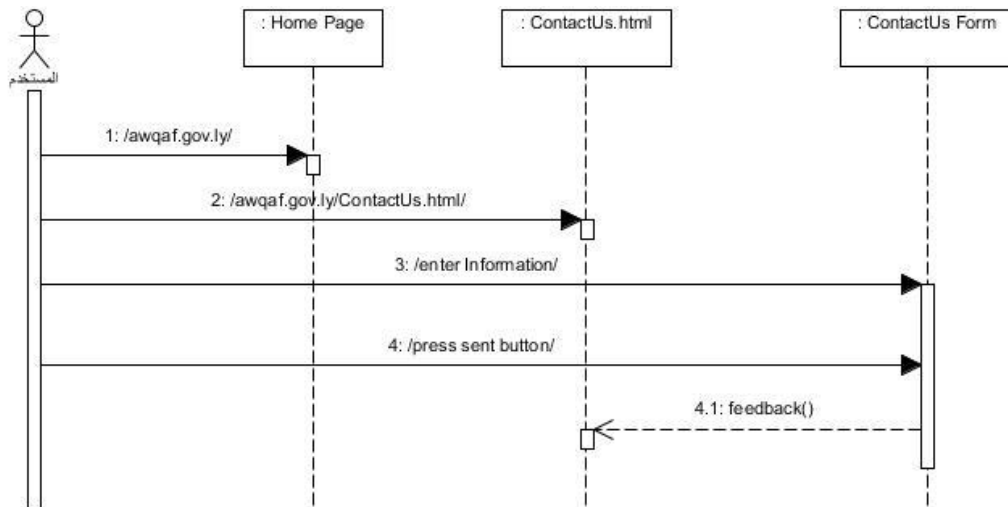 : Home Page
: ContactUs.html
: ContactUs Form
المستخدم
1: /awqaf.gov.ly/
2: /awqaf.gov.ly/ContactUs.html/
3: /enter Information/
4: /press sent button/
4.1: feedback()